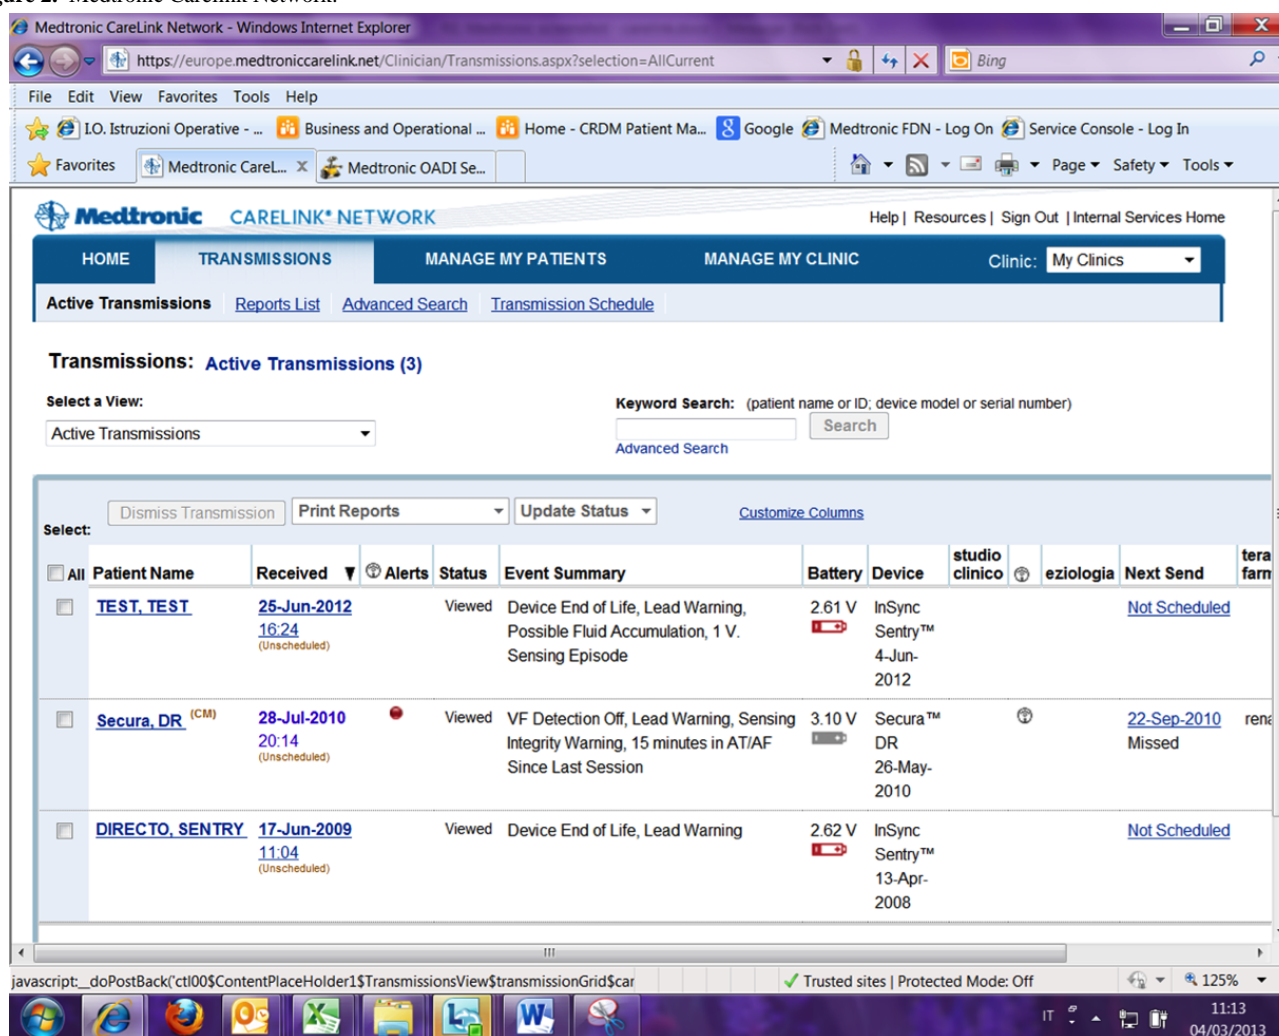 gure 2. Medtronic Carelink Network.
Medtronic CareLink Network - Windows Internet Explorer
https://europe.medtroniccarelink.net/Clinician/Transmissions.aspx?selection=AllCurrent
Bing
File Edit View Favorites Tools Help
I.O. Istruzioni Operative - ... Business and Operational ... Home - CRDM Patient Ma... Google Medtronic FDN - Log On Service Console - Log In
Favorites Medtronic CareL... X Medtronic OADI Se... Page Safety Tools
Medtronic CARELINK® NETWORK Help | Resources | Sign Out | Internal Services Home
HOME TRANSMISSIONS MANAGE MY PATIENTS MANAGE MY CLINIC Clinic: My Clinics
Active Transmissions Reports List Advanced Search Transmission Schedule
Transmissions: Active Transmissions (3)
Select a View:
Keyword Search: (patient name or ID; device model or serial number)
Active Transmissions
Search
Advanced Search
Dismiss Transmission Print Reports Update Status Customize Columns
Select:
All Patient Name Received ▼ Alerts Status Event Summary Battery Device studio clinico eziologia Next Send tera farm
TEST, TEST 25-Jun-2012 Viewed Device End of Life, Lead Warning, 2.61 V InSync Not Scheduled
16:24 Possible Fluid Accumulation, 1 V. Sentry™
(Unscheduled) Sensing Episode 4-Jun-
2012
Secura, DR (CM) 28-Jul-2010 Viewed VF Detection Off, Lead Warning, Sensing 3.10 V Secura™ 22-Sep-2010 rena
20:14 Integrity Warning, 15 minutes in AT/AF DR Missed
(Unscheduled) Since Last Session 26-May-
2010
DIRECTO, SENTRY 17-Jun-2009 Viewed Device End of Life, Lead Warning 2.62 V InSync Not Scheduled
11:04 Sentry™
(Unscheduled) 13-Apr-
2008
javascript:__doPostBack('ctl00$ContentPlaceHolder1$TransmissionsView$transmissionGrid$car Trusted sites | Protected Mode: Off 125%
IT 11:13
04/03/2013